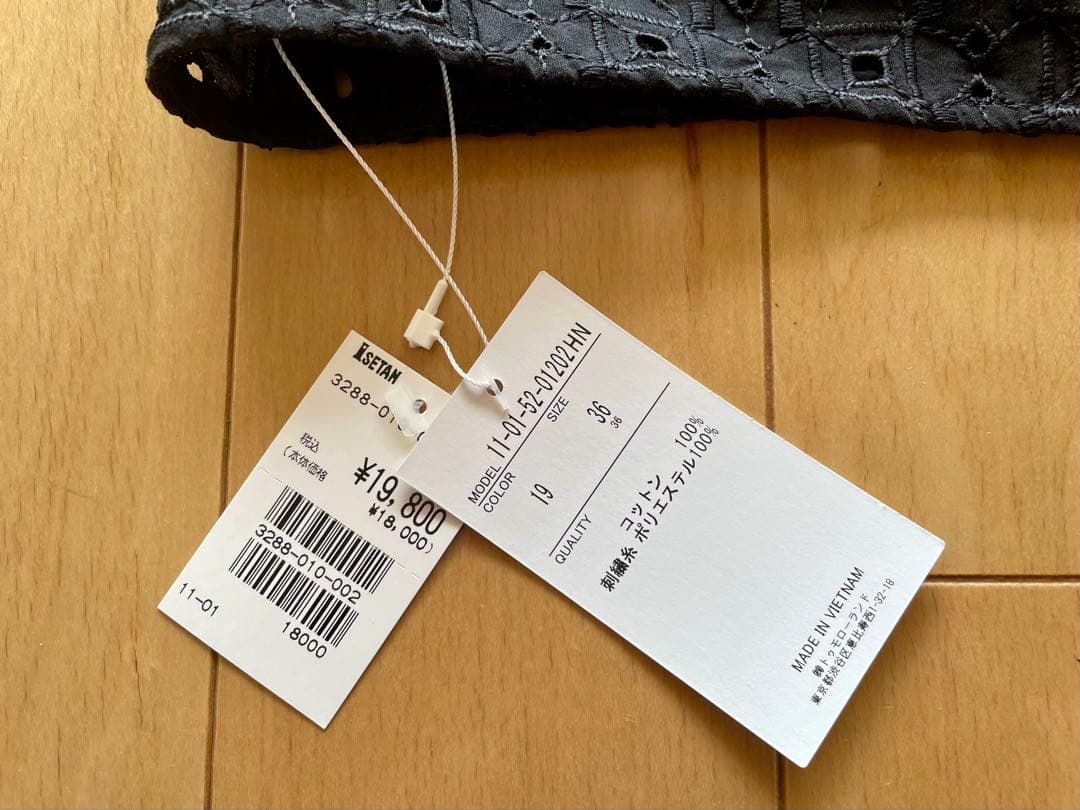 ISETAN
3288-01
税込
¥19,800
(本体価格 ¥18,000)
3288-010-002
11-01
18000
MODEL 11-01-52-01202HN
COLOR SIZE
19 36
36
QUALITY
コットン 100%
刺繍糸 ポリエステル100%
MADE IN VIETNAM
㈱トゥモローランド
東京都渋谷区恵比寿西1-32-18